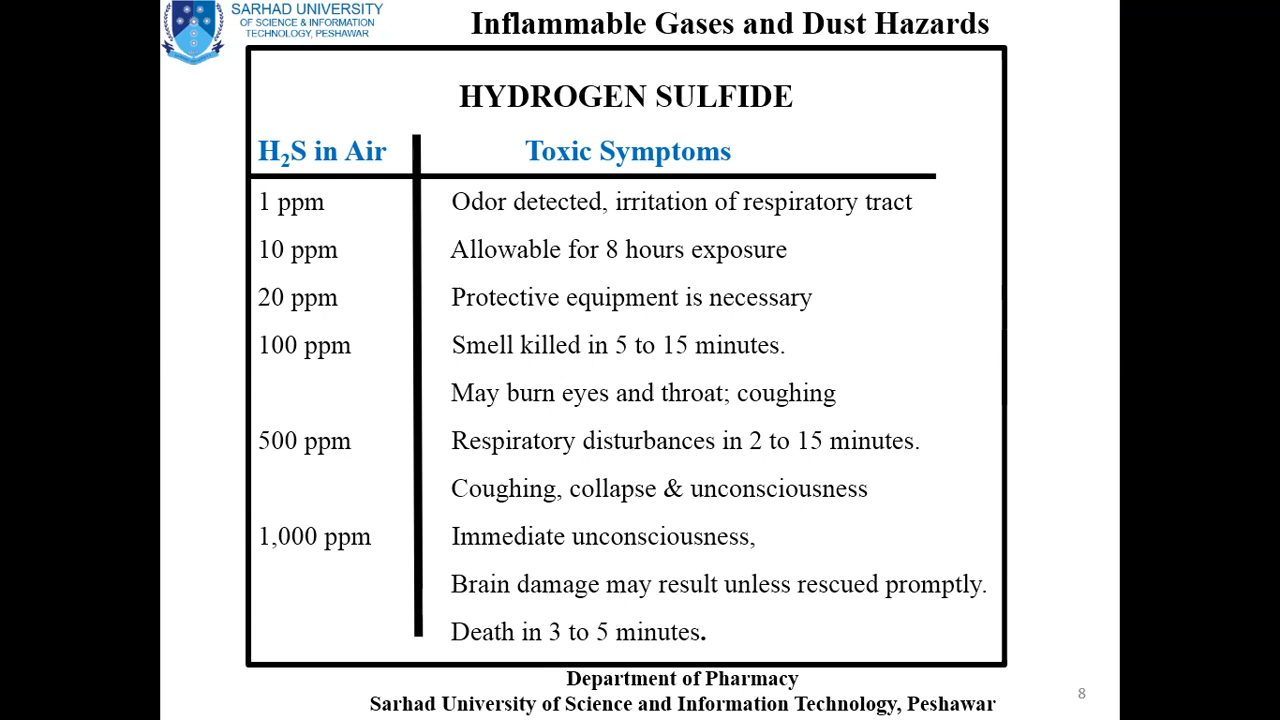 SARHAD UNIVERSITY
OF SCIENCE & INFORMATION
TECHNOLOGY, PESHAWAR
Inflammable Gases and Dust Hazards
HYDROGEN SULFIDE
H₂S in Air Toxic Symptoms
1 ppm Odor detected, irritation of respiratory tract
10 ppm Allowable for 8 hours exposure
20 ppm Protective equipment is necessary
100 ppm Smell killed in 5 to 15 minutes.
May burn eyes and throat; coughing
500 ppm Respiratory disturbances in 2 to 15 minutes.
Coughing, collapse & unconsciousness
1,000 ppm Immediate unconsciousness,
Brain damage may result unless rescued promptly.
Death in 3 to 5 minutes.
Department of Pharmacy
Sarhad University of Science and Information Technology, Peshawar
8